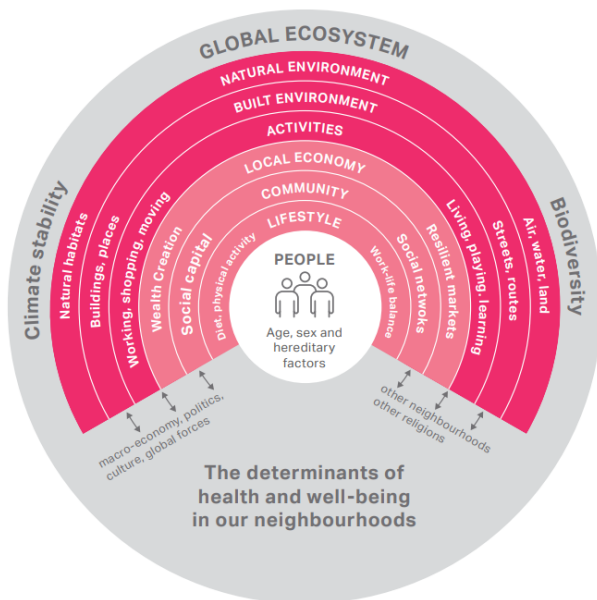 GLOBAL ECOSYSTEM
Climate stability
Biodiversity
NATURAL ENVIRONMENT
Natural habitats
Air, water, land
BUILT ENVIRONMENT
Buildings, places
Streets, routes
ACTIVITIES
Working, shopping, moving
Living, playing, learning
LOCAL ECONOMY
Wealth Creation
Resilient markets
COMMUNITY
Social capital
Social netwoks
LIFESTYLE
Diet, physical activity
Work-life balance
PEOPLE
Age, sex and
hereditary
factors
macro-economy, politics,
culture, global forces
other neighbourhoods
other religions
The determinants of
health and well-being
in our neighbourhoods